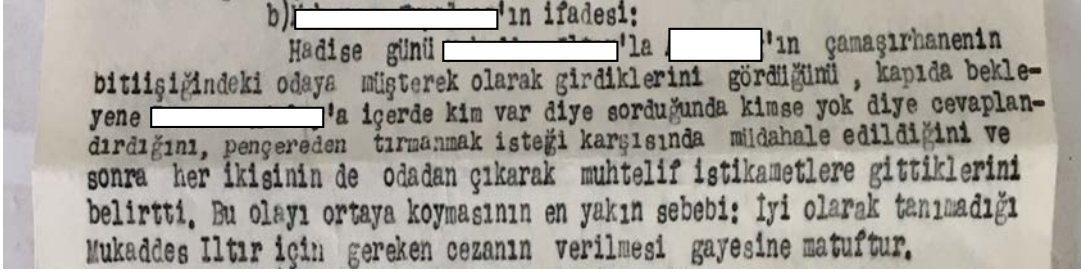 b) 'ın ifadesi:
Hadise günü 'la 'ın çamaşırhanenin
bitiişiğindeki odaya müşterek olarak girdiklerini gördüğünü , kapıda bekle-
yene 'a içerde kim var diye sorduğunda kimse yok diye cevaplan-
dırdığını, pençereden tırmanmak isteği karşısında müdahale edildiğini ve
sonra her ikisinin de odadan çıkarak muhtelif istikametlere gittiklerini
belirtti. Bu olayı ortaya koymasının en yakın sebebi: İyi olarak tanımadığı
Mukaddes Iltır için gereken cezanın verilmesi gayesine matuftur.